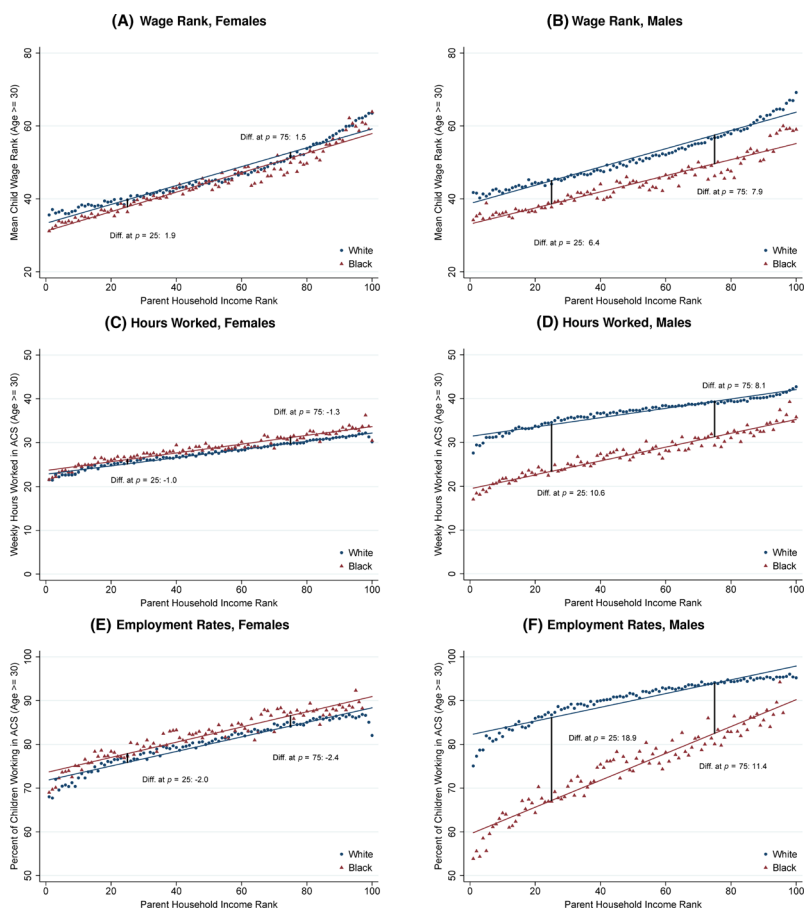 (A) Wage Rank, Females
Mean Child Wage Rank (Age >= 30)
80
60
40
20
Diff. at p = 75: 1.5
Diff. at p = 25: 1.9
White
Black
0 20 40 60 80 100
Parent Household Income Rank
(B) Wage Rank, Males
Mean Child Wage Rank (Age >= 30)
80
60
40
20
Diff. at p = 75: 7.9
Diff. at p = 25: 6.4
White
Black
0 20 40 60 80 100
Parent Household Income Rank
(C) Hours Worked, Females
Weekly Hours Worked in ACS (Age >= 30)
50
40
30
20
10
0
Diff. at p = 75: -1.3
Diff. at p = 25: -1.0
White
Black
0 20 40 60 80 100
Parent Household Income Rank
(D) Hours Worked, Males
Weekly Hours Worked in ACS (Age >= 30)
50
40
30
20
10
0
Diff. at p = 75: 8.1
Diff. at p = 25: 10.6
White
Black
0 20 40 60 80 100
Parent Household Income Rank
(E) Employment Rates, Females
Percent of Children Working in ACS (Age >= 30)
100
90
80
70
60
50
Diff. at p = 75: -2.4
Diff. at p = 25: -2.0
White
Black
0 20 40 60 80 100
Parent Household Income Rank
(F) Employment Rates, Males
Percent of Children Working in ACS (Age >= 30)
100
90
80
70
60
50
Diff. at p = 25: 18.9
Diff. at p = 75: 11.4
White
Black
0 20 40 60 80 100
Parent Household Income Rank